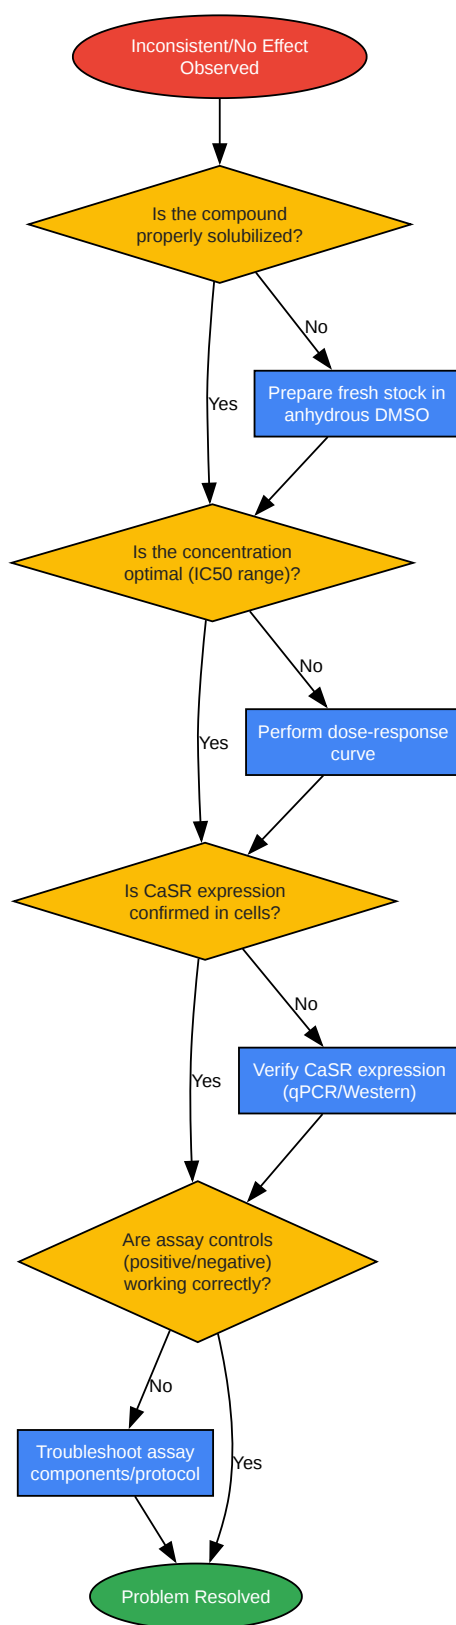 Inconsistent/No Effect
Observed
Is the compound
properly solubilized?
No
Prepare fresh stock in
anhydrous DMSO
Yes
Is the concentration
optimal (IC50 range)?
No
Perform dose-response
curve
Yes
Is CaSR expression
confirmed in cells?
No
Verify CaSR expression
(qPCR/Western)
Yes
Are assay controls
(positive/negative)
working correctly?
No
Troubleshoot assay
components/protocol
Yes
Problem Resolved